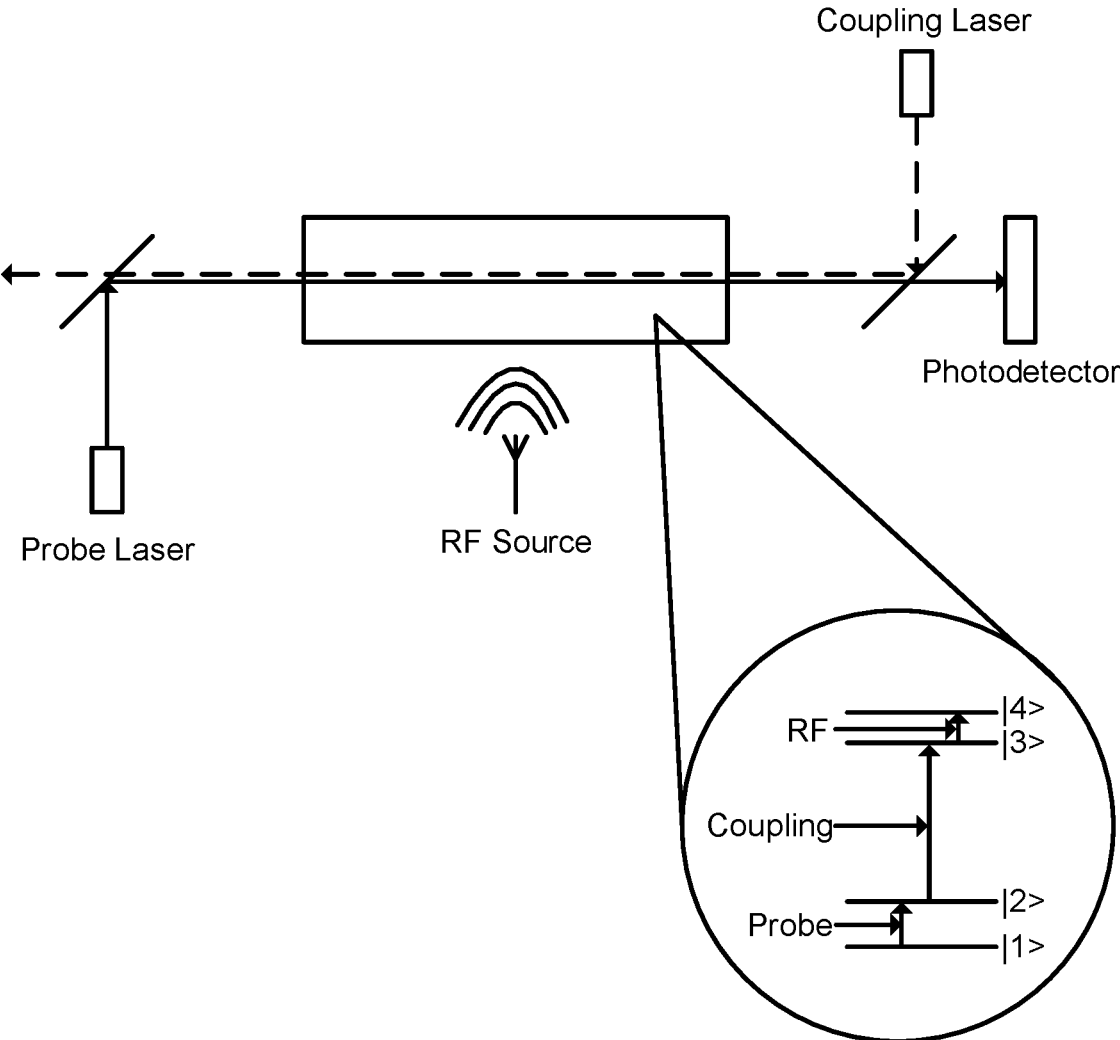 Coupling Laser
Photodetector
Probe Laser
RF Source
|4>
RF
|3>
Coupling
|2>
Probe
|1>